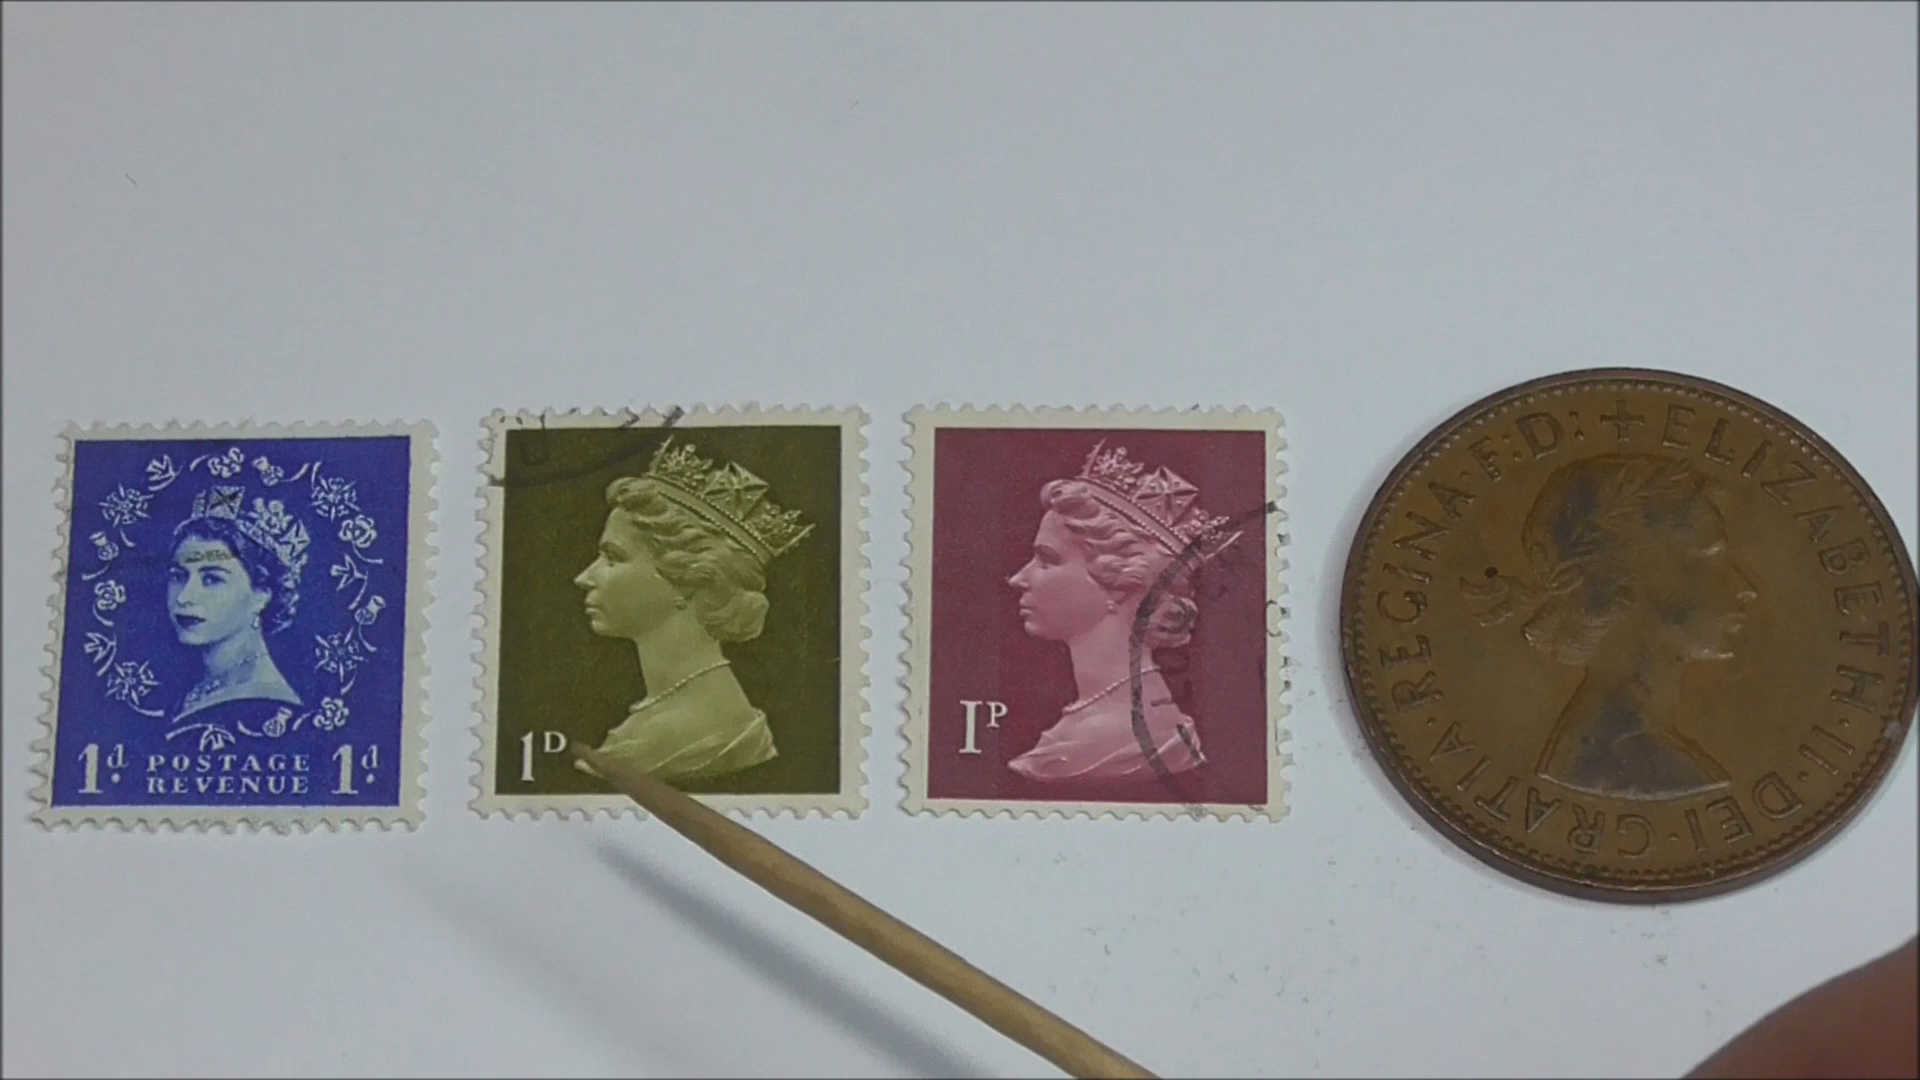 1d. POSTAGE 1d.
REVENUE
1D
1P
+ ELIZABETH · II · DEI · GRATIA · REGINA · F: D: